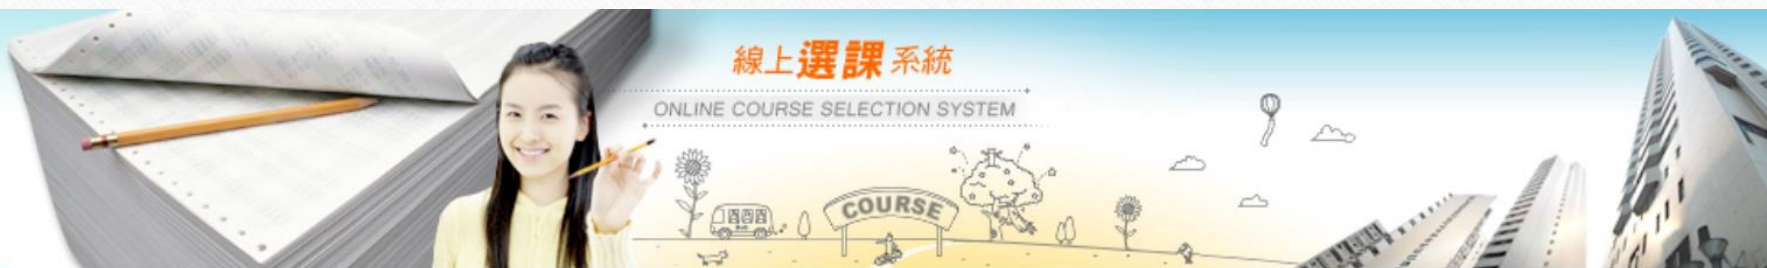 線上選課系統
ONLINE COURSE SELECTION SYSTEM
COURSE